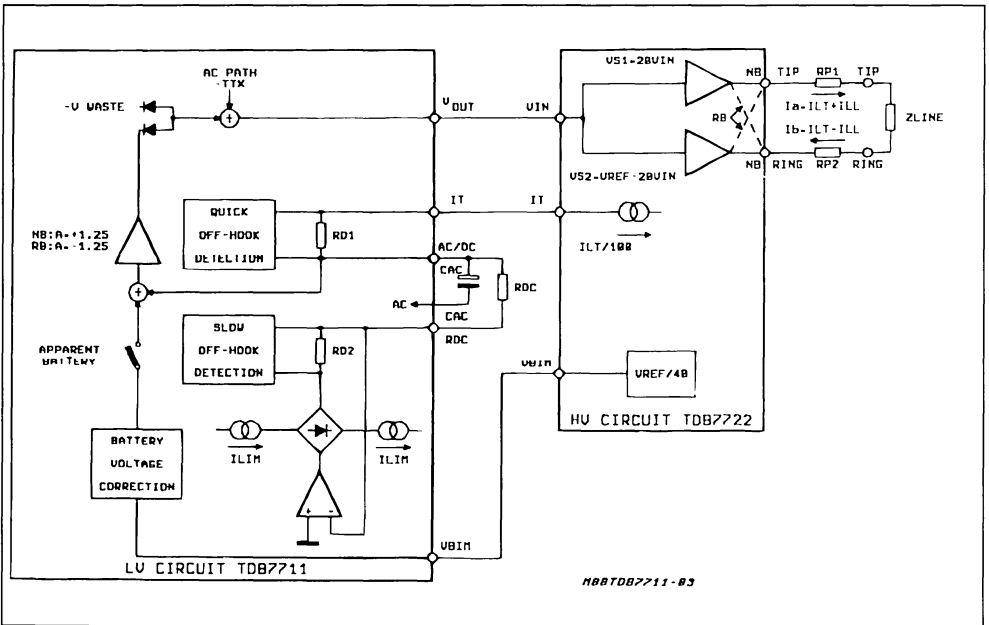 AC PATH
-TTX
-V WASTE
VOUT
VIN
VS1-20VIN
NB
TIP
RP1
TIP
Ia-ILT+ILL
RB
Ib-ILT-ILL
ZLINE
NB
RING
RP2
RING
VS2-VREF-20VIN
NB:A-+1.25
RB:A--1.25
QUICK
OFF-HOOK
DETECTION
RD1
IT
IT
ILT/100
AC/DC
CAC
RDC
AC
CAC
RDC
APPARENT
BATTERY
SLOW
OFF-HOOK
DETECTION
RD2
VBIM
VREF/40
HV CIRCUIT TDB7722
ILIM
ILIM
BATTERY
VOLTAGE
CORRECTION
+ -
VBIM
LV CIRCUIT TDB7711
M88TDB7711-03